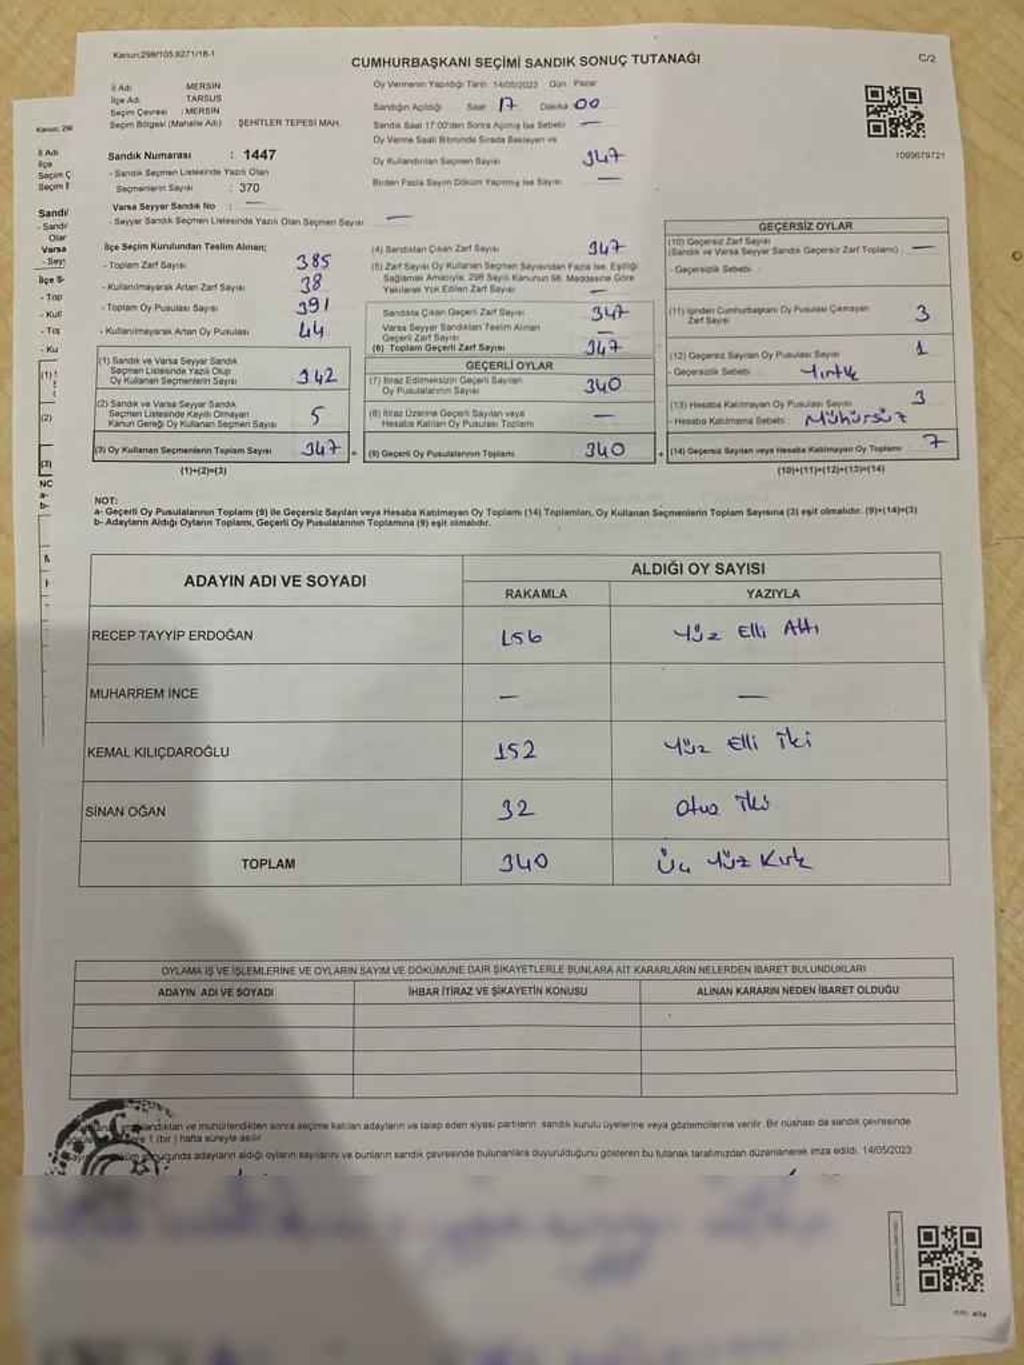 Kanun:298/105.6271/18-1
CUMHURBAŞKANI SEÇİMİ SANDIK SONUÇ TUTANAĞI
C/2
İl Adı MERSİN
İlçe Adı TARSUS
Seçim Çevresi : MERSİN
Seçim Bölgesi (Mahalle Adı) ŞEHİTLER TEPESİ MAH.
Oy Vermenin Yapıldığı Tarih 14/05/2023 Gün : Pazar
Sandığın Açıldığı Saat 17 Dakika 00
Sandık Saat 17:00'den Sonra Açılmış İse Sebebi —
Oy Verme Saati Bitiminde Sırada Bekleyen ve
Oy Kullandırılan Seçmen Sayısı 347
Birden Fazla Sayım Döküm Yapılmış İse Sayısı —
1069679721
Sandık Numarası : 1447
- Sandık Seçmen Listesinde Yazılı Olan
Seçmenlerin Sayısı : 370
Varsa Seyyar Sandık No : —
- Seyyar Sandık Seçmen Listesinde Yazılı Olan Seçmen Sayısı —
İlçe Seçim Kurulundan Teslim Alınan;
- Toplam Zarf Sayısı 385
- Kullanılmayarak Artan Zarf Sayısı 38
- Toplam Oy Pusulası Sayısı 391
- Kullanılmayarak Artan Oy Pusulası 44
(1) Sandık ve Varsa Seyyar Sandık
Seçmen Listesinde Yazılı Olup
Oy Kullanan Seçmenlerin Sayısı 342
(2) Sandık ve Varsa Seyyar Sandık
Seçmen Listesinde Kayıtlı Olmayan
Kanun Gereği Oy Kullanan Seçmen Sayısı 5
(3) Oy Kullanan Seçmenlerin Toplam Sayısı 347
(1)+(2)=(3)
(4) Sandıktan Çıkan Zarf Sayısı 347
(5) Zarf Sayısı Oy Kullanan Seçmen Sayısından Fazla İse, Eşitliği
Sağlamak Amacıyla, 298 Sayılı Kanunun 98. Maddesine Göre
Yakılarak Yok Edilen Zarf Sayısı —
Sandıkta Çıkan Geçerli Zarf Sayısı 347
Varsa Seyyar Sandıktan Teslim Alınan
Geçerli Zarf Sayısı —
(6) Toplam Geçerli Zarf Sayısı 347
GEÇERLİ OYLAR
(7) İtiraz Edilmeksizin Geçerli Sayılan
Oy Pusulalarının Sayısı 340
(8) İtiraz Üzerine Geçerli Sayılan veya
Hesaba Katılan Oy Pusulası Toplamı —
(9) Geçerli Oy Pusulalarının Toplamı 340
GEÇERSİZ OYLAR
(10) Geçersiz Zarf Sayısı
(Sandık ve Varsa Seyyar Sandık Geçersiz Zarf Toplamı) —
- Geçersizlik Sebebi
(11) İçinden Cumhurbaşkanı Oy Pusulası Çıkmayan
Zarf Sayısı 3
(12) Geçersiz Sayılan Oy Pusulası Sayısı 1
- Geçersizlik Sebebi Yırtık
(13) Hesaba Katılmayan Oy Pusulası Sayısı 3
- Hesaba Katılmama Sebebi : Mühürsüz
(14) Geçersiz Sayılan veya Hesaba Katılmayan Oy Toplamı 7
(10)+(11)+(12)+(13)=(14)
NOT:
a- Geçerli Oy Pusulalarının Toplamı (9) ile Geçersiz Sayılan veya Hesaba Katılmayan Oy Toplamı (14) Toplamları, Oy Kullanan Seçmenlerin Toplam Sayısına (3) eşit olmalıdır. (9)+(14)=(3)
b- Adayların Aldığı Oyların Toplamı, Geçerli Oy Pusulalarının Toplamına (9) eşit olmalıdır.
ADAYIN ADI VE SOYADI
ALDIĞI OY SAYISI
RAKAMLA YAZIYLA
RECEP TAYYİP ERDOĞAN 156 Yüz Elli Altı
MUHARREM İNCE — —
KEMAL KILIÇDAROĞLU 152 Yüz Elli İki
SİNAN OĞAN 32 Otuz İki
TOPLAM 340 Üç Yüz Kırk
OYLAMA İŞ VE İŞLEMLERİNE VE OYLARIN SAYIM VE DÖKÜMÜNE DAİR ŞİKAYETLERLE BUNLARA AİT KARARLARIN NELERDEN İBARET BULUNDUKLARI
ADAYIN ADI VE SOYADI İHBAR İTİRAZ VE ŞİKAYETİN KONUSU ALINAN KARARIN NEDEN İBARET OLDUĞU
ve mühürlendikten sonra seçime katılan adayların ve talep eden siyasi partilerin sandık kurulu üyelerine veya gözlemcilerine verilir. Bir nüshası da sandık çevresinde
1 (bir) hafta süreyle asılır.
adayların aldığı oyların sayılarını ve bunların sandık çevresinde bulunanlara duyurulduğunu gösteren bu tutanak tarafımızdan düzenlenerek imza edildi. 14/05/2023